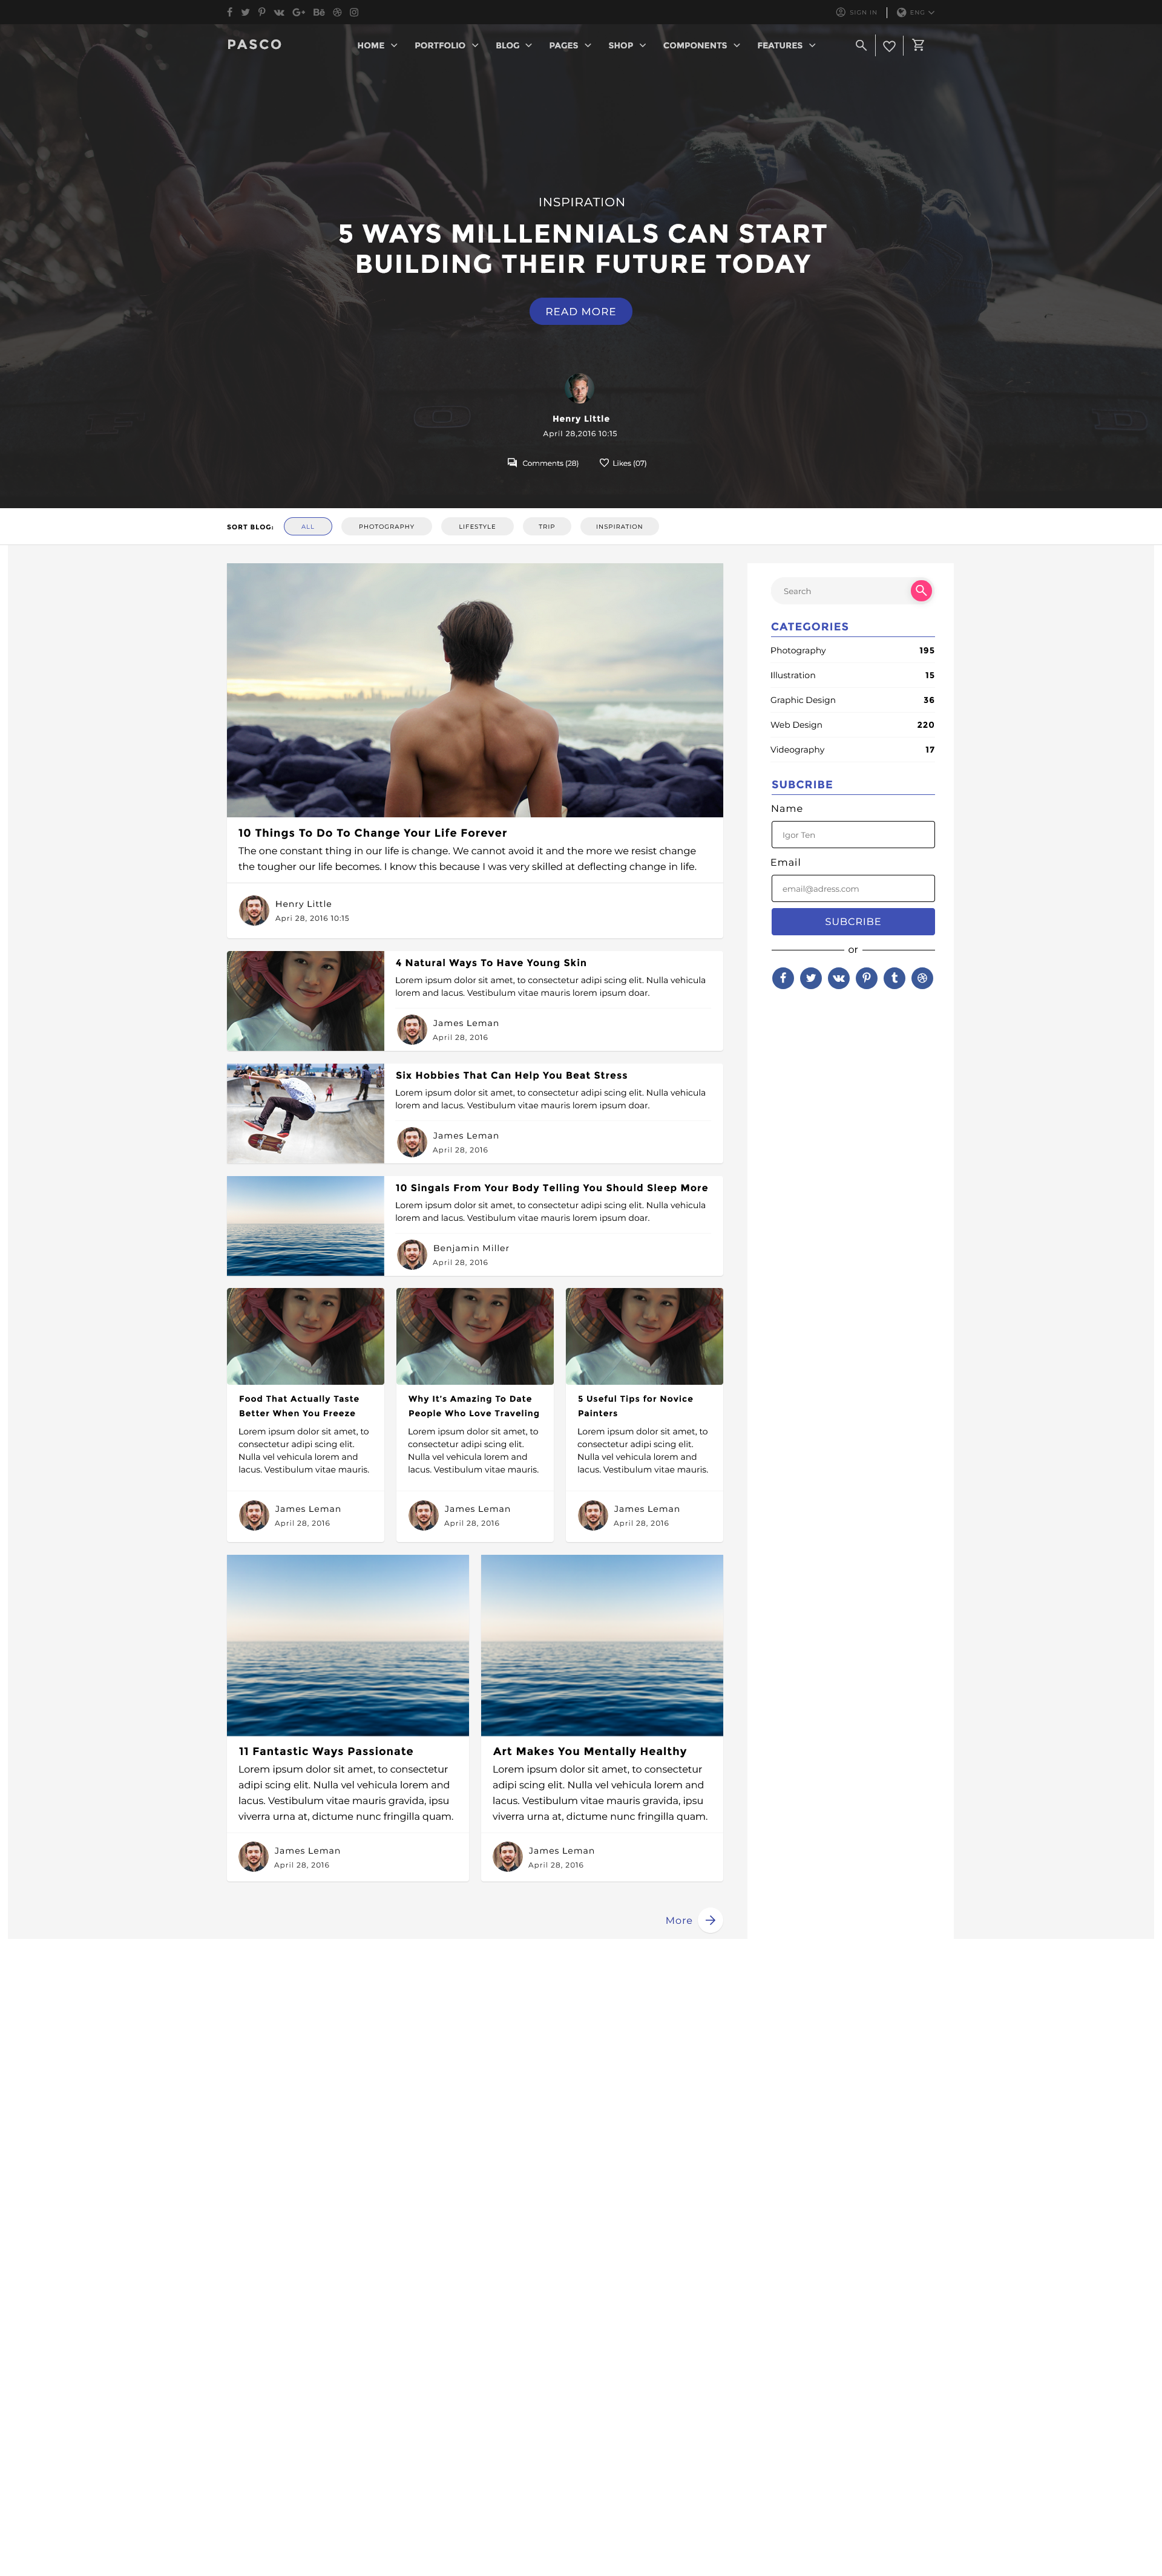 SIGN IN
ENG
PASCO
HOME
PORTFOLIO
BLOG
PAGES
SHOP
COMPONENTS
FEATURES
INSPIRATION
5 WAYS MILLLENNIALS CAN START
BUILDING THEIR FUTURE TODAY
READ MORE
Henry Little
April 28,2016 10:15
Comments (28)
Likes (07)
SORT BLOG:
ALL
PHOTOGRAPHY
LIFESTYLE
TRIP
INSPIRATION
10 Things To Do To Change Your Life Forever
The one constant thing in our life is change. We cannot avoid it and the more we resist change
the tougher our life becomes. I know this because I was very skilled at deflecting change in life.
Henry Little
Apri 28, 2016 10:15
4 Natural Ways To Have Young Skin
Lorem ipsum dolor sit amet, to consectetur adipi scing elit. Nulla vehicula
lorem and lacus. Vestibulum vitae mauris lorem ipsum doar.
James Leman
April 28, 2016
Six Hobbies That Can Help You Beat Stress
Lorem ipsum dolor sit amet, to consectetur adipi scing elit. Nulla vehicula
lorem and lacus. Vestibulum vitae mauris lorem ipsum doar.
James Leman
April 28, 2016
10 Singals From Your Body Telling You Should Sleep More
Lorem ipsum dolor sit amet, to consectetur adipi scing elit. Nulla vehicula
lorem and lacus. Vestibulum vitae mauris lorem ipsum doar.
Benjamin Miller
April 28, 2016
Food That Actually Taste
Better When You Freeze
Lorem ipsum dolor sit amet, to
consectetur adipi scing elit.
Nulla vel vehicula lorem and
lacus. Vestibulum vitae mauris.
James Leman
April 28, 2016
Why It's Amazing To Date
People Who Love Traveling
Lorem ipsum dolor sit amet, to
consectetur adipi scing elit.
Nulla vel vehicula lorem and
lacus. Vestibulum vitae mauris.
James Leman
April 28, 2016
5 Useful Tips for Novice
Painters
Lorem ipsum dolor sit amet, to
consectetur adipi scing elit.
Nulla vel vehicula lorem and
lacus. Vestibulum vitae mauris.
James Leman
April 28, 2016
11 Fantastic Ways Passionate
Lorem ipsum dolor sit amet, to consectetur
adipi scing elit. Nulla vel vehicula lorem and
lacus. Vestibulum vitae mauris gravida, ipsu
viverra urna at, dictume nunc fringilla quam.
James Leman
April 28, 2016
Art Makes You Mentally Healthy
Lorem ipsum dolor sit amet, to consectetur
adipi scing elit. Nulla vel vehicula lorem and
lacus. Vestibulum vitae mauris gravida, ipsu
viverra urna at, dictume nunc fringilla quam.
James Leman
April 28, 2016
More
Search
CATEGORIES
Photography 195
Illustration 15
Graphic Design 36
Web Design 220
Videography 17
SUBCRIBE
Name
Igor Ten
Email
email@adress.com
SUBCRIBE
or